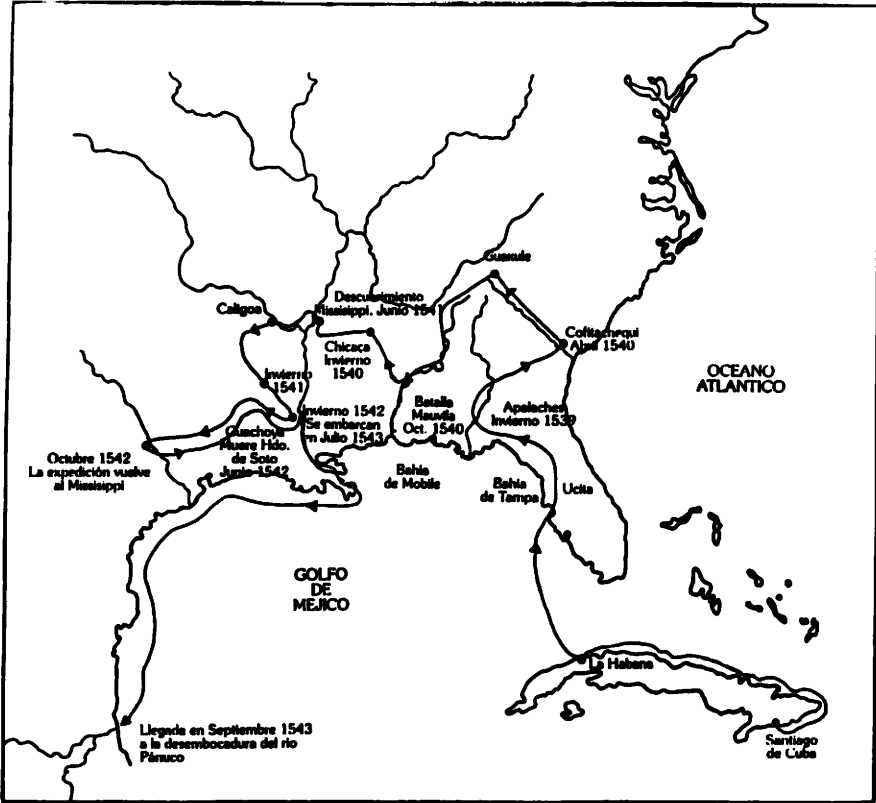 Guaxule
Descubrimiento
Missisippi. Junio 1541
Caligoa
Cofitachequi
Abril 1540
Chicaca
Invierno
1540
OCEANO
ATLANTICO
Invierno
1541
Batalla
Mauvila
Oct. 1540
Apalaches
Invierno 1539
Invierno 1542
Se embarcan
en Julio 1543
Guachoya
Muere Hdo.
de Soto
Junio 1542
Octubre 1542
La expedición vuelve
al Missisippi
Bahía
de Mobile
Bahía
de Tampa
Ucita
GOLFO
DE
MEJICO
La Habana
Llegada en Septiembre 1543
a la desembocadura del río
Pánuco
Santiago
de Cuba